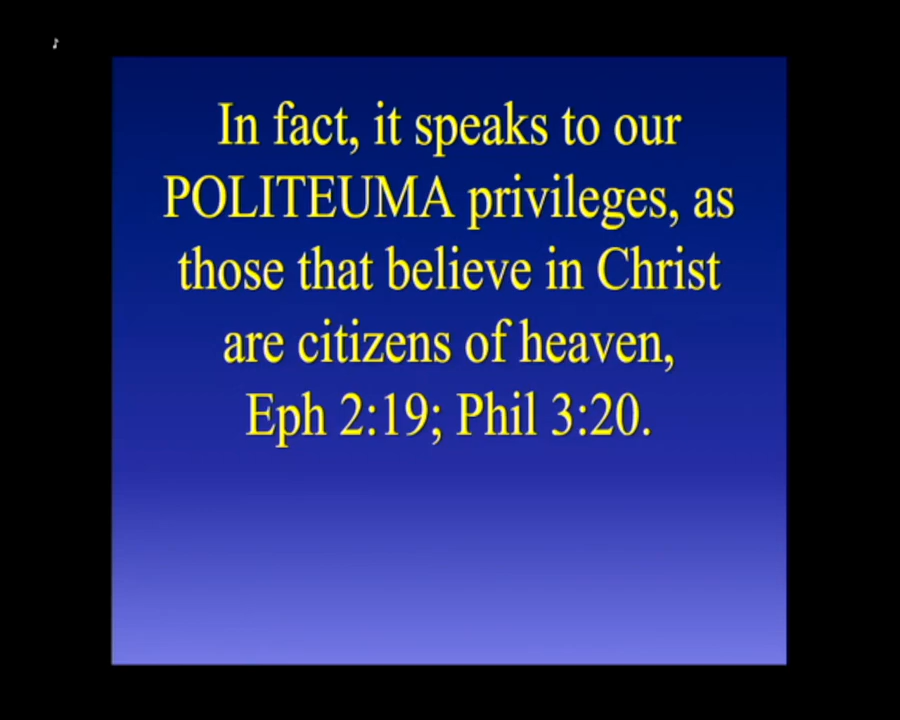 In fact, it speaks to our
POLITEUMA privileges, as
those that believe in Christ
are citizens of heaven,
Eph 2:19; Phil 3:20.